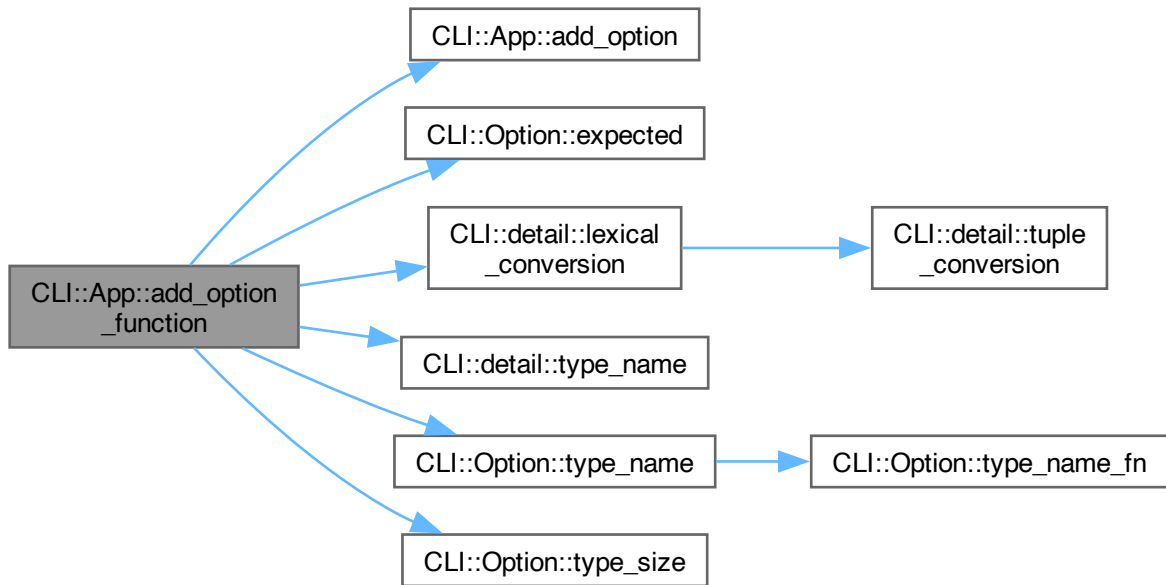 CLI::App::add_option
CLI::Option::expected
CLI::detail::lexical
_conversion
CLI::detail::tuple
_conversion
CLI::App::add_option
_function
CLI::detail::type_name
CLI::Option::type_name
CLI::Option::type_name_fn
CLI::Option::type_size